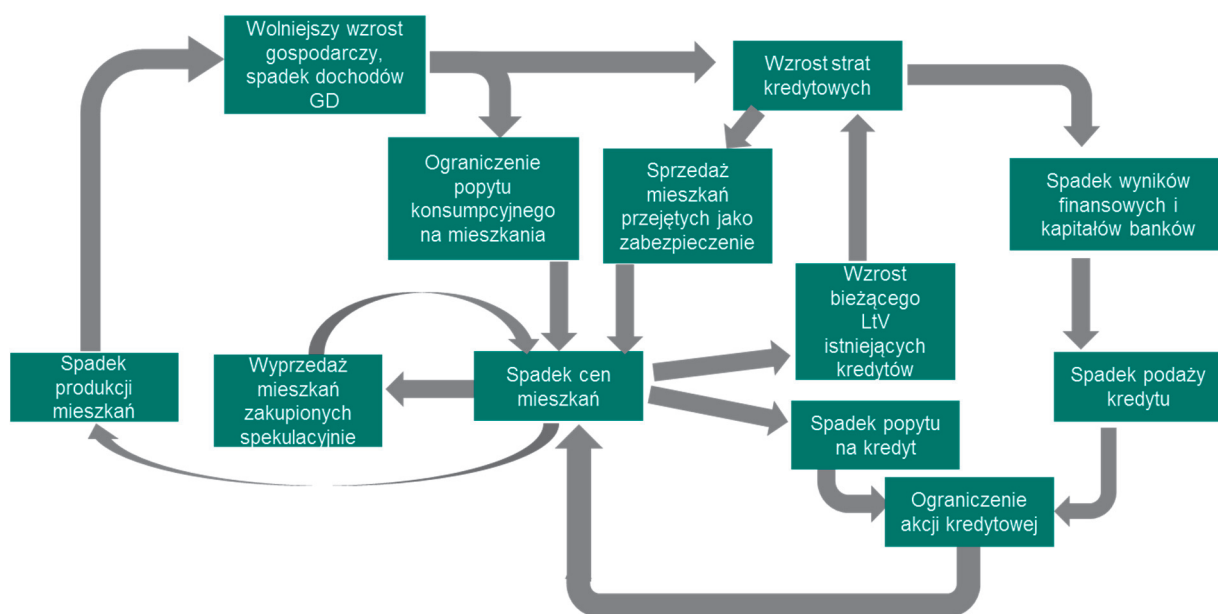 Wolniejszy wzrost
gospodarczy,
spadek dochodów
GD
Wzrost strat
kredytowych
Ograniczenie
popytu
konsumpcyjnego
na mieszkania
Sprzedaż
mieszkań
przejętych jako
zabezpieczenie
Spadek wyników
finansowych i
kapitałów banków
Wzrost
bieżącego
LtV
istniejących
kredytów
Spadek
produkcji
mieszkań
Wyprzedaż
mieszkań
zakupionych
spekulacyjnie
Spadek cen
mieszkań
Spadek podaży
kredytu
Spadek popytu
na kredyt
Ograniczenie
akcji kredytowej